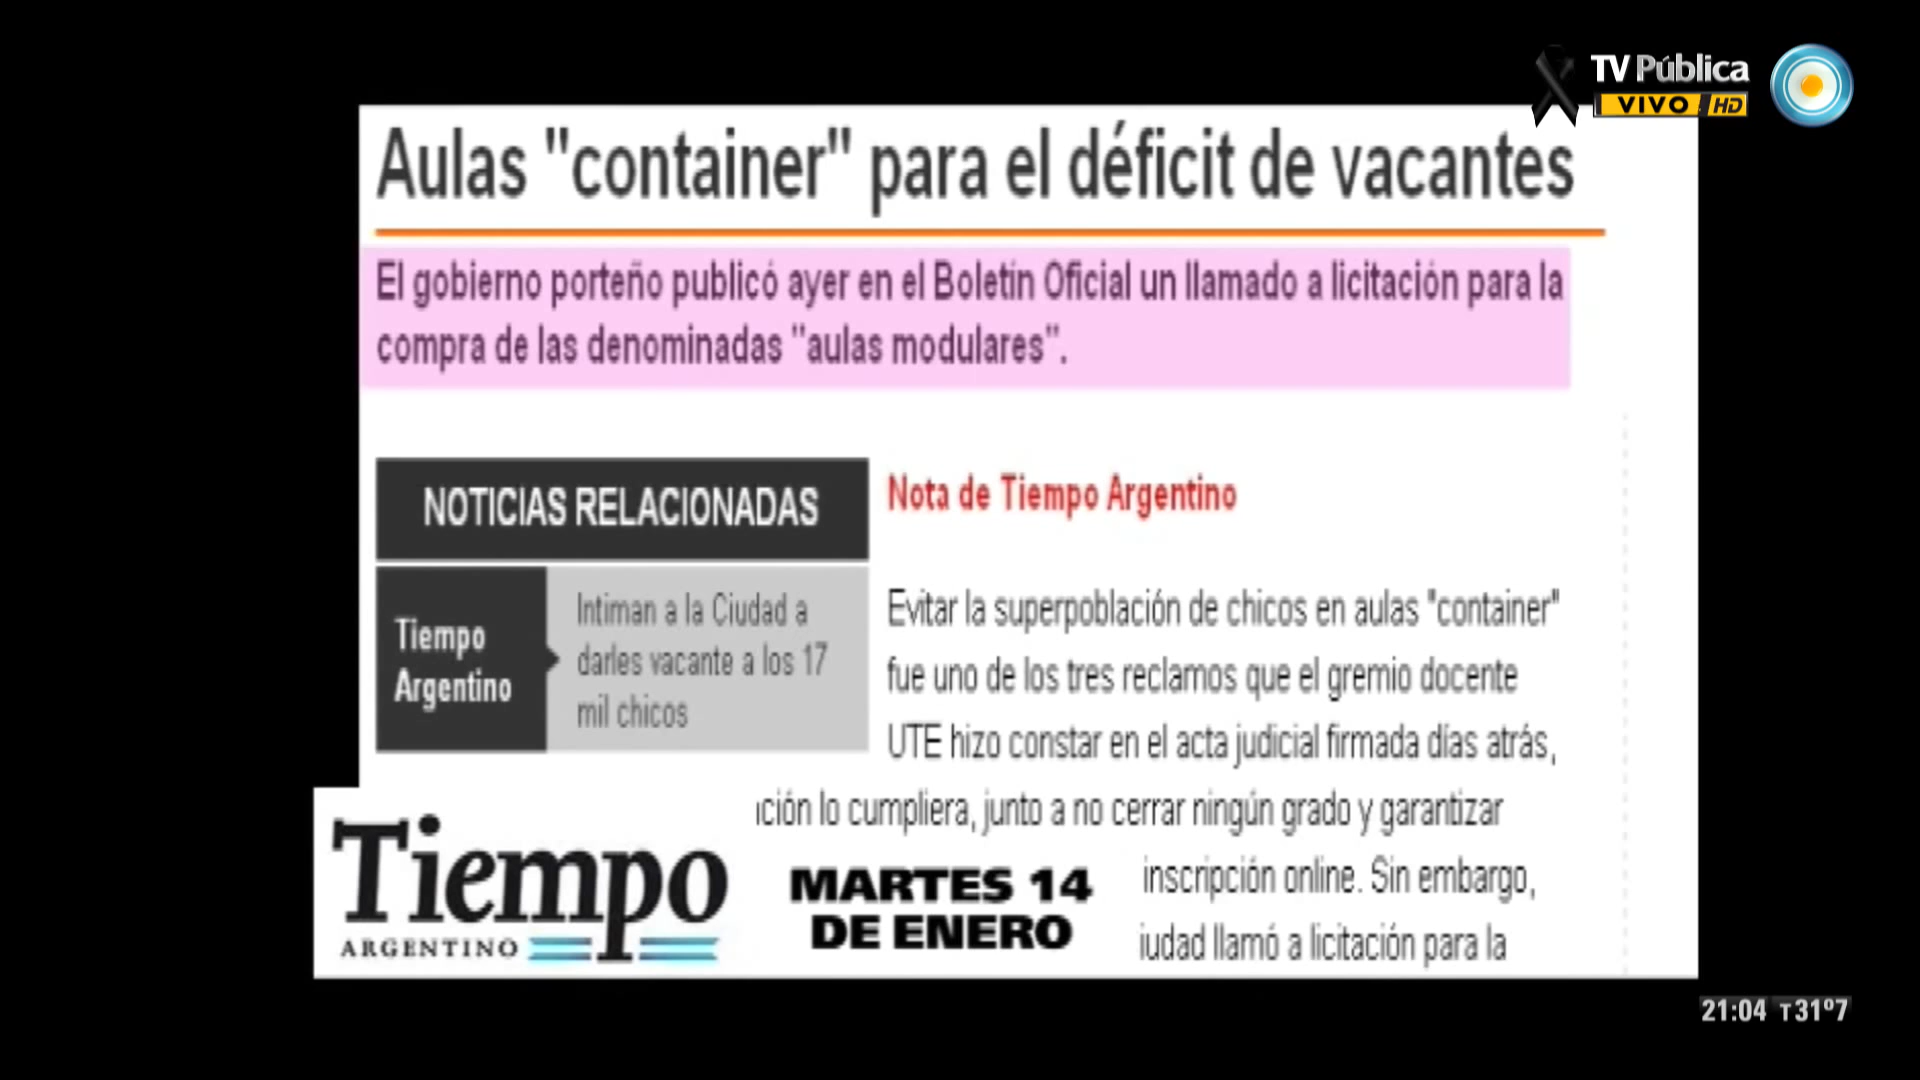 TV Pública
VIVO HD
Aulas "container" para el déficit de vacantes
El gobierno porteño publicó ayer en el Boletín Oficial un llamado a licitación para la
compra de las denominadas "aulas modulares".
NOTICIAS RELACIONADAS
Tiempo
Argentino
Intiman a la Ciudad a
darles vacante a los 17
mil chicos
Nota de Tiempo Argentino
Evitar la superpoblación de chicos en aulas "container"
fue uno de los tres reclamos que el gremio docente
UTE hizo constar en el acta judicial firmada días atrás,
ción lo cumpliera, junto a no cerrar ningún grado y garantizar
inscripción online. Sin embargo,
iudad llamó a licitación para la
Tiempo
ARGENTINO
MARTES 14
DE ENERO
21:04 T31º7